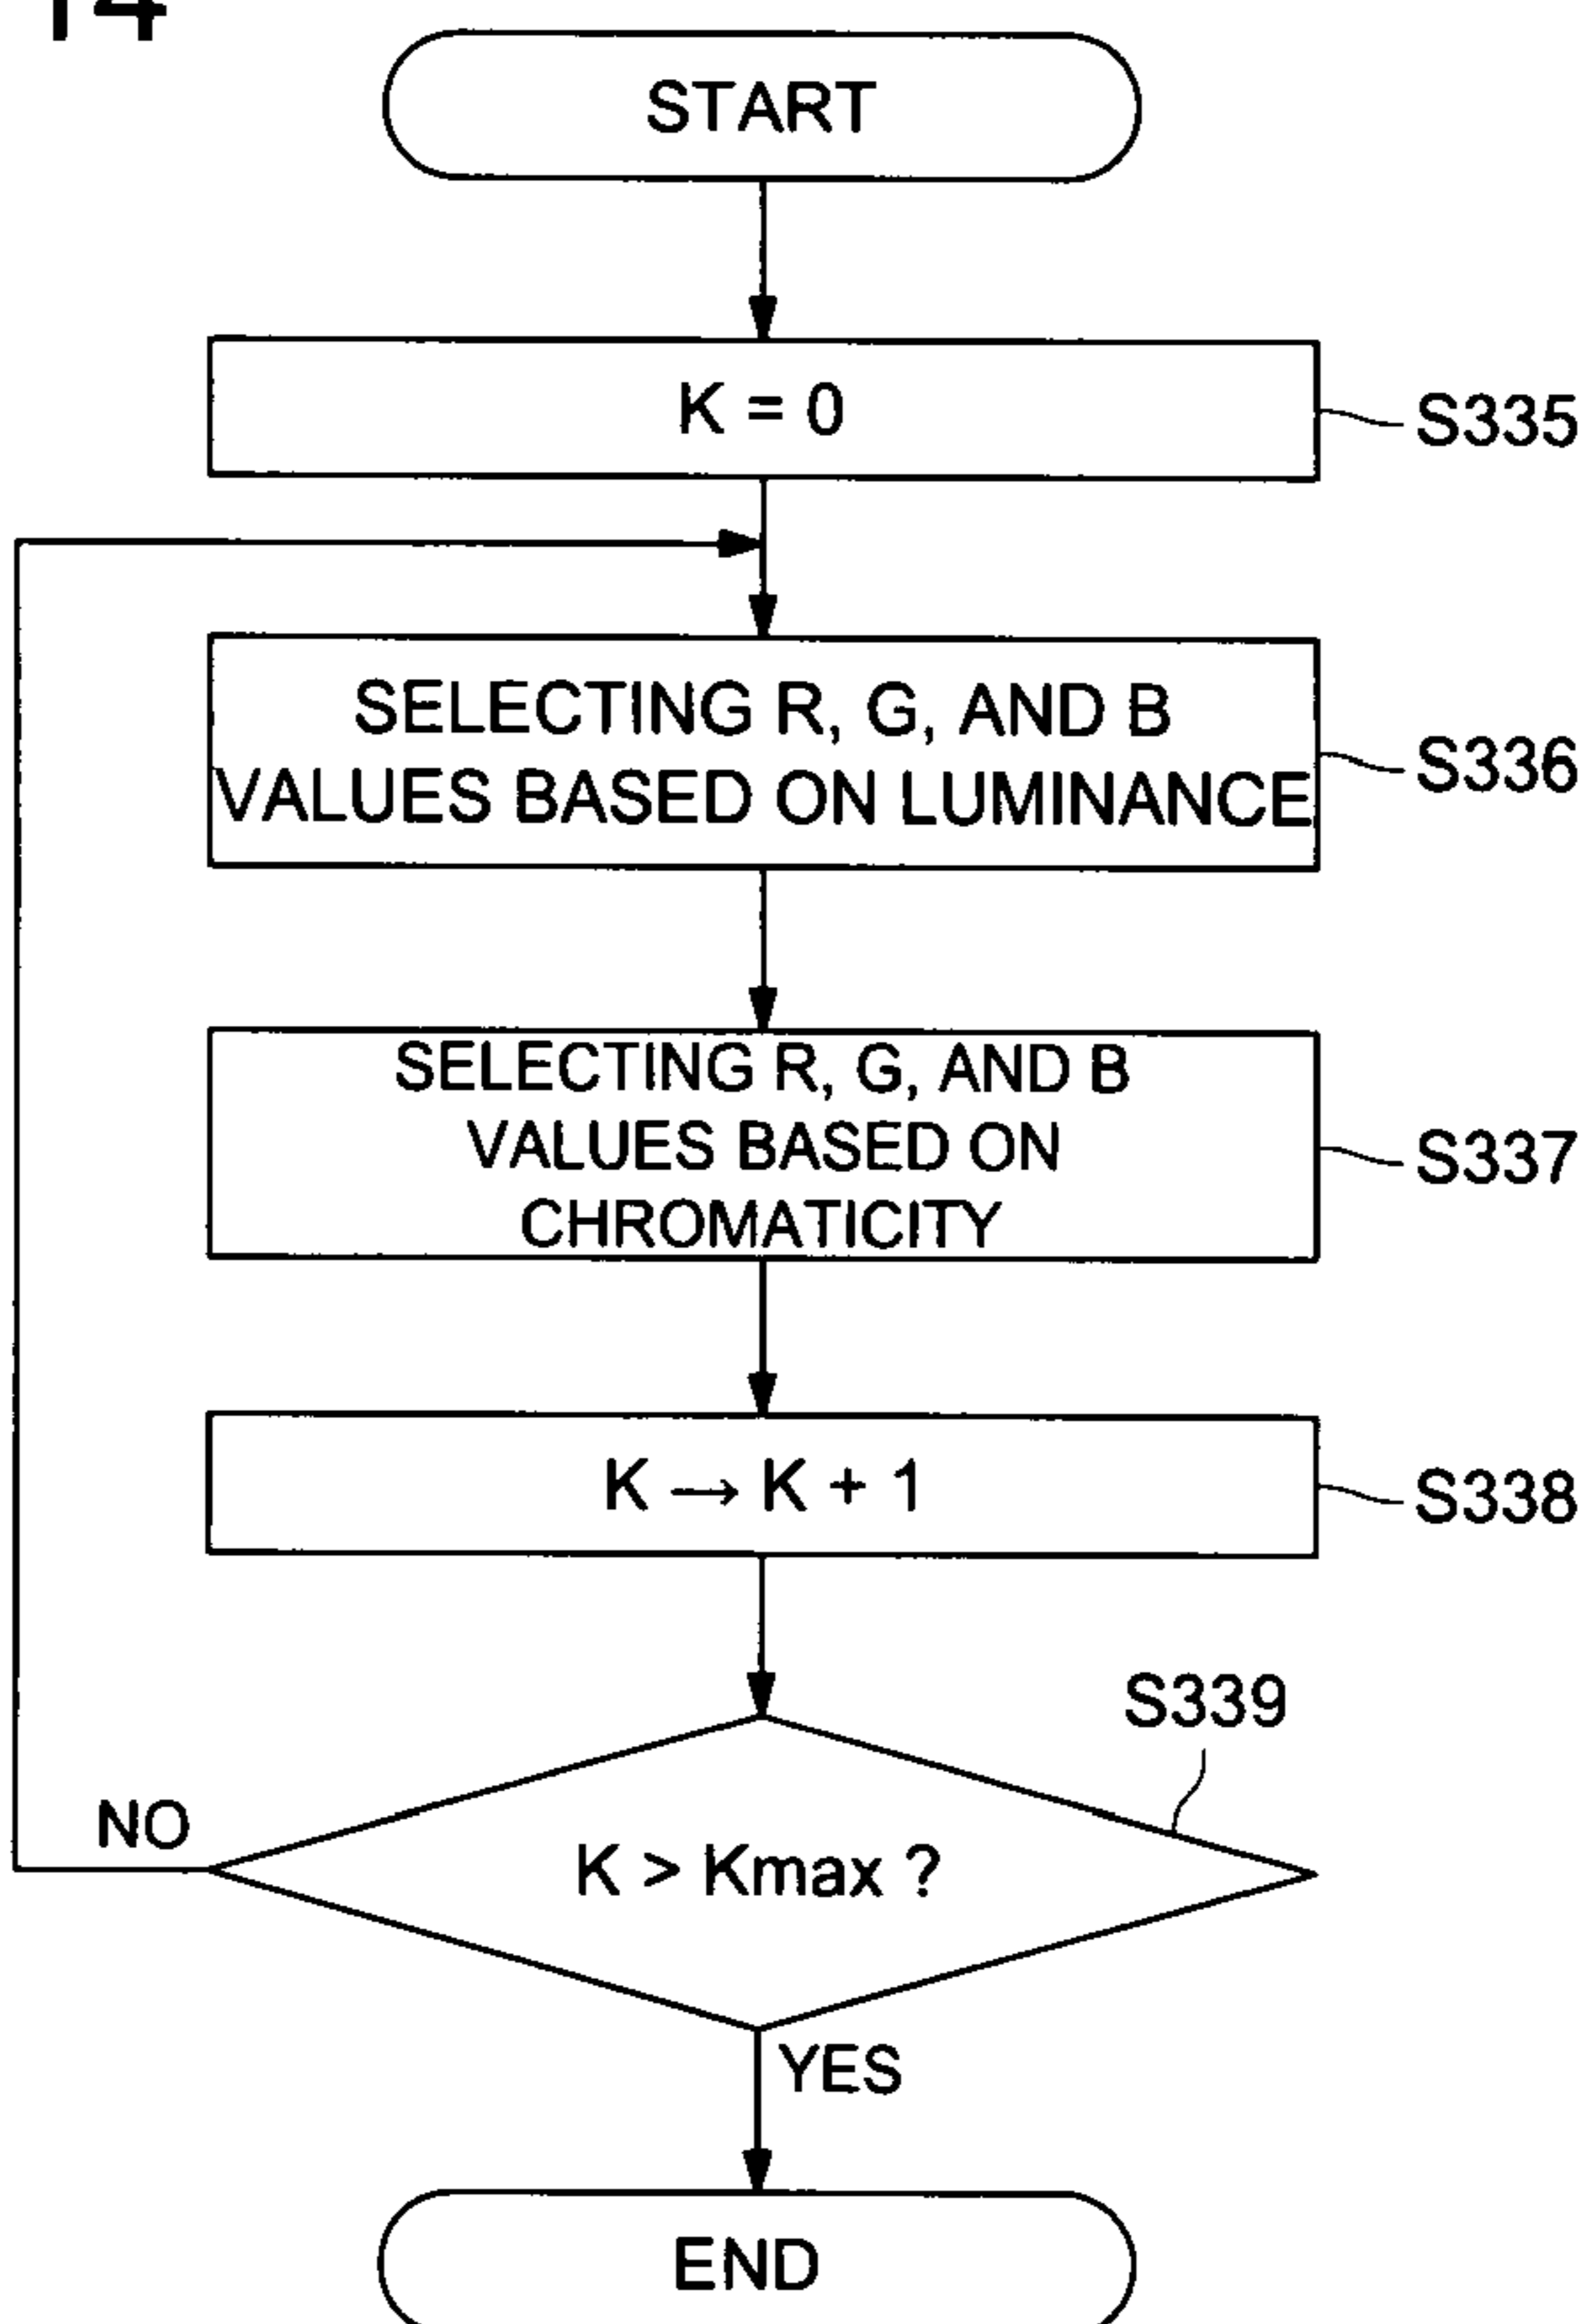 14
START
K = 0
S335
SELECTING R, G, AND B
VALUES BASED ON LUMINANCE
S336
SELECTING R, G, AND B
VALUES BASED ON
CHROMATICITY
S337
K → K + 1
S338
S339
NO
K > Kmax ?
YES
END